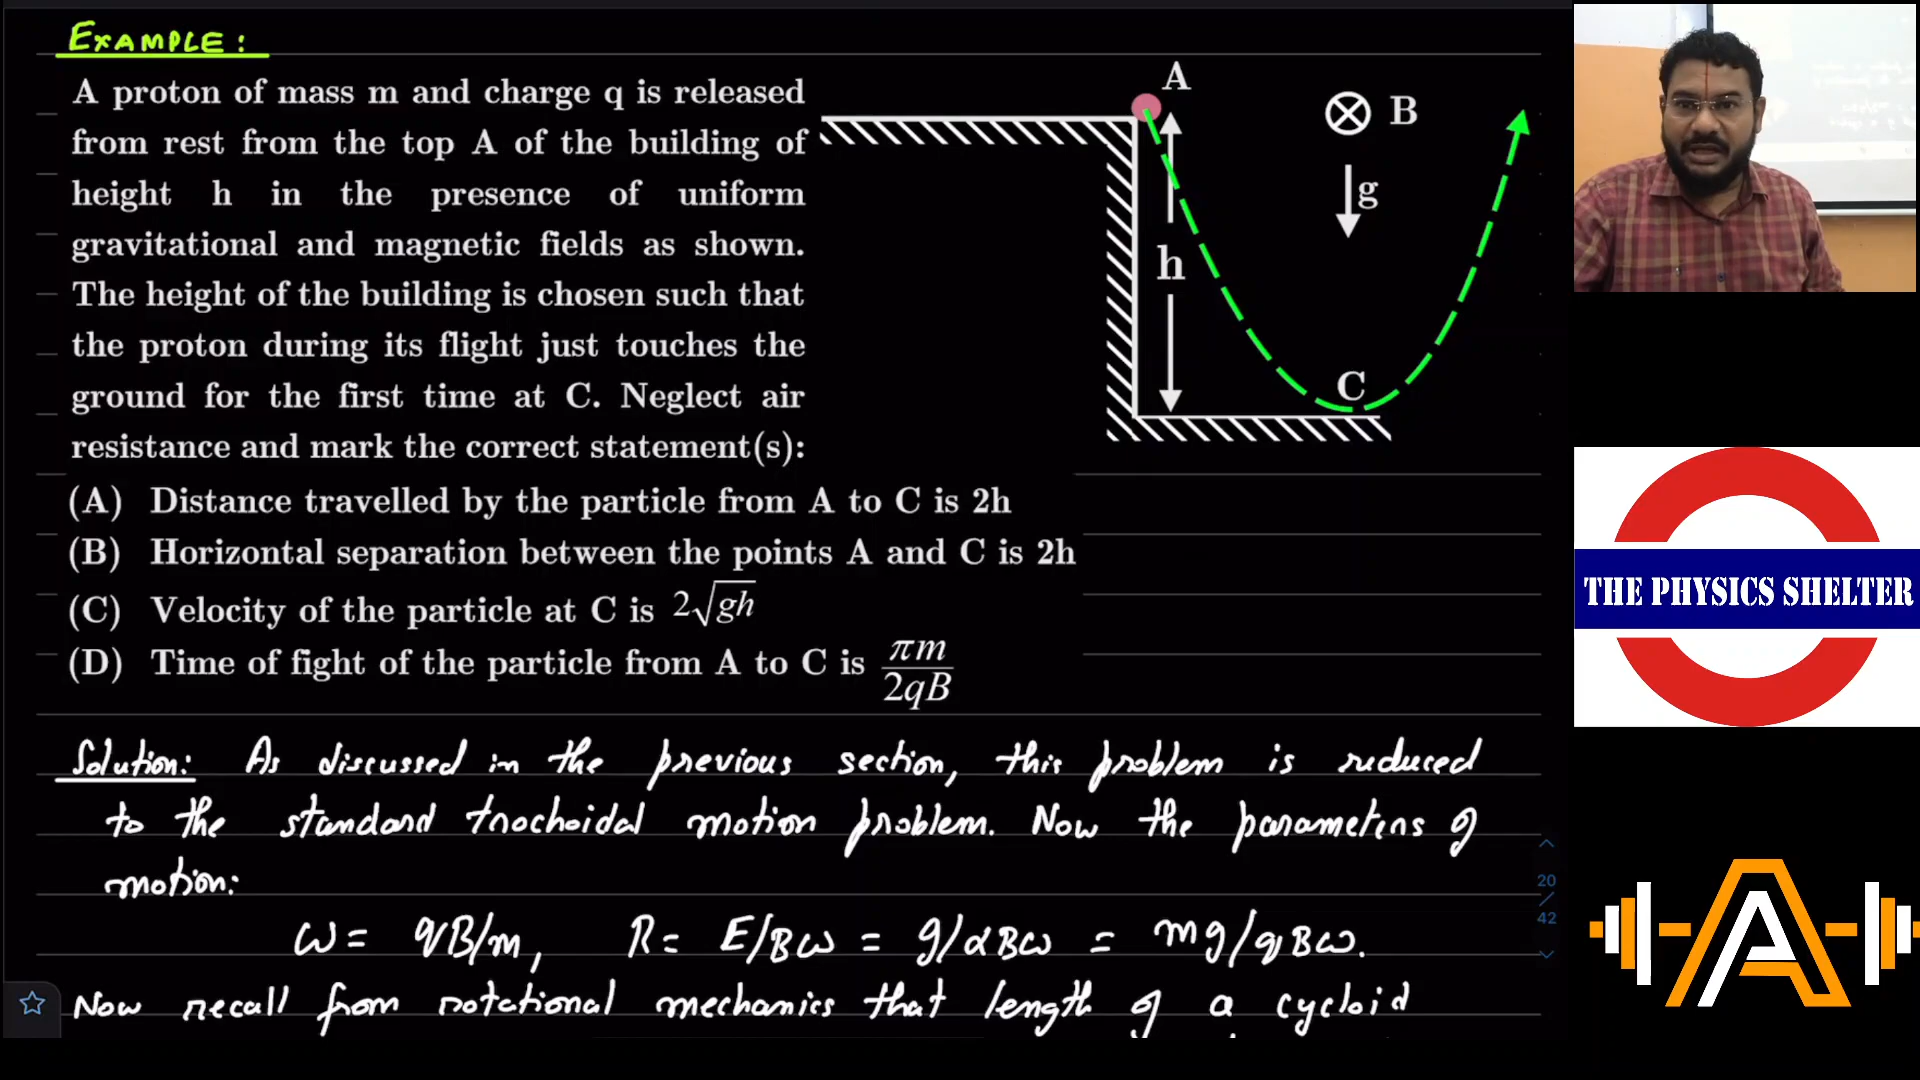 EXAMPLE:
A proton of mass m and charge q is released
from rest from the top A of the building of
height h in the presence of uniform
gravitational and magnetic fields as shown.
The height of the building is chosen such that
the proton during its flight just touches the
ground for the first time at C. Neglect air
resistance and mark the correct statement(s):
(A) Distance travelled by the particle from A to C is 2h
(B) Horizontal separation between the points A and C is 2h
(C) Velocity of the particle at C is 2√gh
(D) Time of fight of the particle from A to C is πm/2qB
A
B
g
h
C
Solution: As discussed in the previous section, this problem is reduced
to the standard trochoidal motion problem. Now the parameters of
motion:
ω = qB/m, R = E/Bω = g/αBω = mg/qBω.
Now recall from rotational mechanics that length of a cycloid
20
42
THE PHYSICS SHELTER